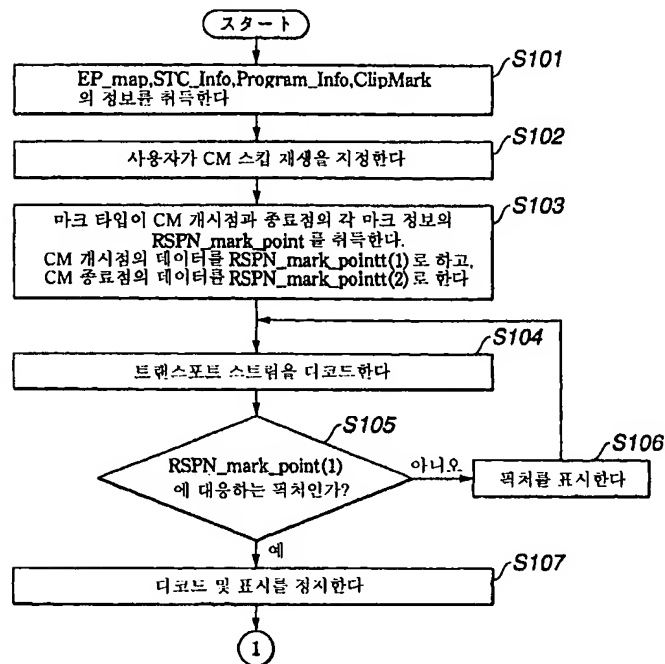 スタート
S101
EP_map,STC_Info,Program_Info,ClipMark
의 정보를 취득한다
S102
사용자가 CM 스킵 재생을 지정한다
S103
마크 타입이 CM 개시점과 종료점의 각 마크 정보의
RSPN_mark_point 를 취득한다.
CM 개시점의 데이터를 RSPN_mark_pointt(1)로 하고,
CM 종료점의 데이터를 RSPN_mark_pointt(2)로 한다
S104
트랜스포트 스트림을 디코드한다
S105
RSPN_mark_point(1)
에 대응하는 픽처인가?
아니오
S106
픽처를 표시한다
예
S107
디코드 및 표시를 정지한다
1